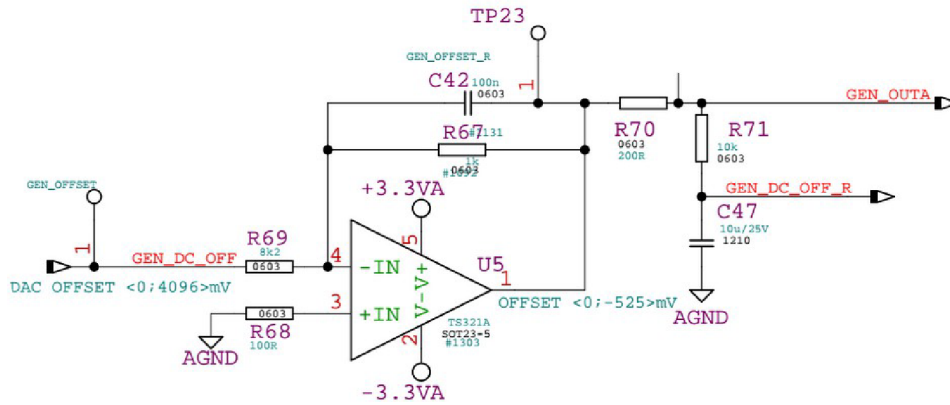 TP23
GEN_OFFSET_R
C42
100n
0603
1
GEN_OUTA
R67
#1131
1k
0603
R70
0603
200R
R71
10k
0603
GEN_OFFSET
+3.3VA
GEN_DC_OFF_R
C47
10u/25V
1210
1
R69
8k2
GEN_DC_OFF
0603
4
-IN
5
V+
U5
1
DAC OFFSET <0;4096>mV
3
+IN
V-
OFFSET <0;-525>mV
0603
R68
100R
AGND
TS321A
SOT23-5
#1303
2
AGND
-3.3VA